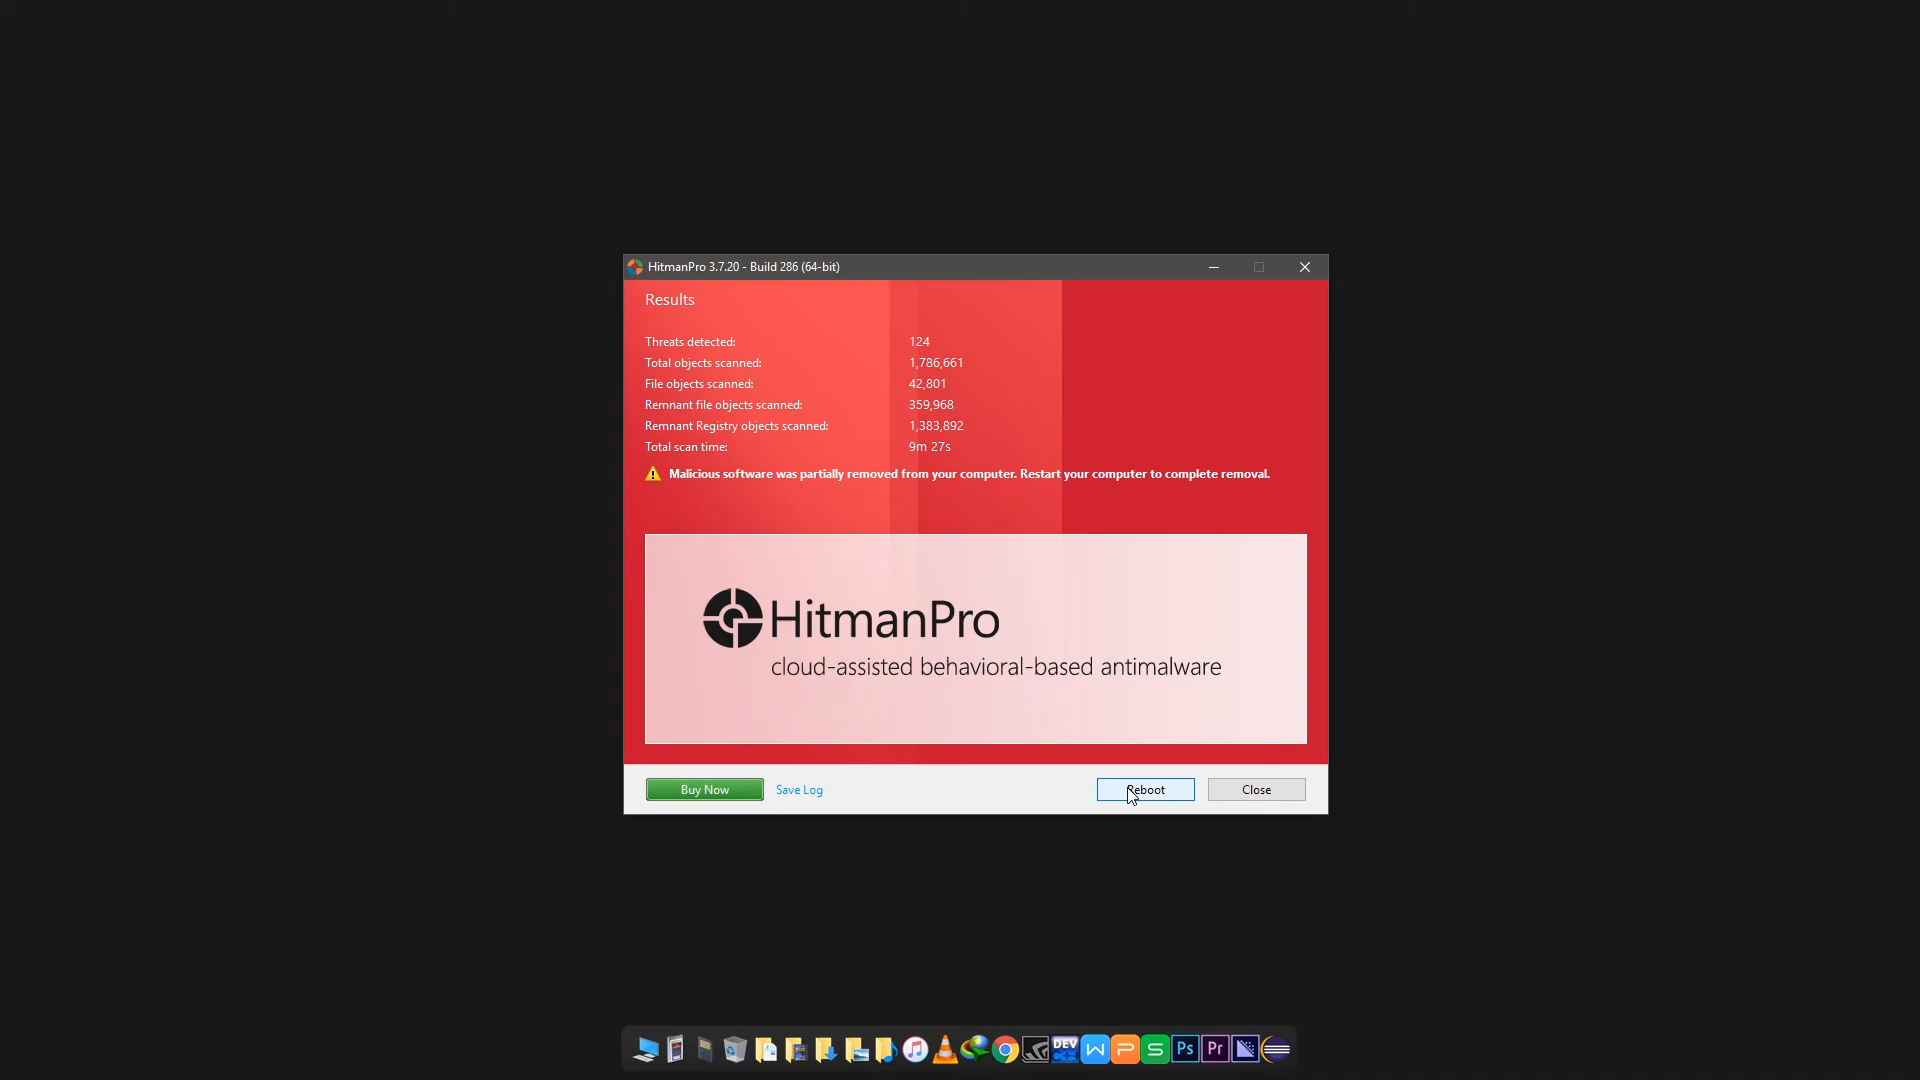 HitmanPro 3.7.20 - Build 286 (64-bit)
Results
Threats detected: 124
Total objects scanned: 1,786,661
File objects scanned: 42,801
Remnant file objects scanned: 359,968
Remnant Registry objects scanned: 1,383,892
Total scan time: 9m 27s
Malicious software was partially removed from your computer. Restart your computer to complete removal.
HitmanPro
cloud-assisted behavioral-based antimalware
Buy Now Save Log Reboot Close
DEV W P S Ps Pr